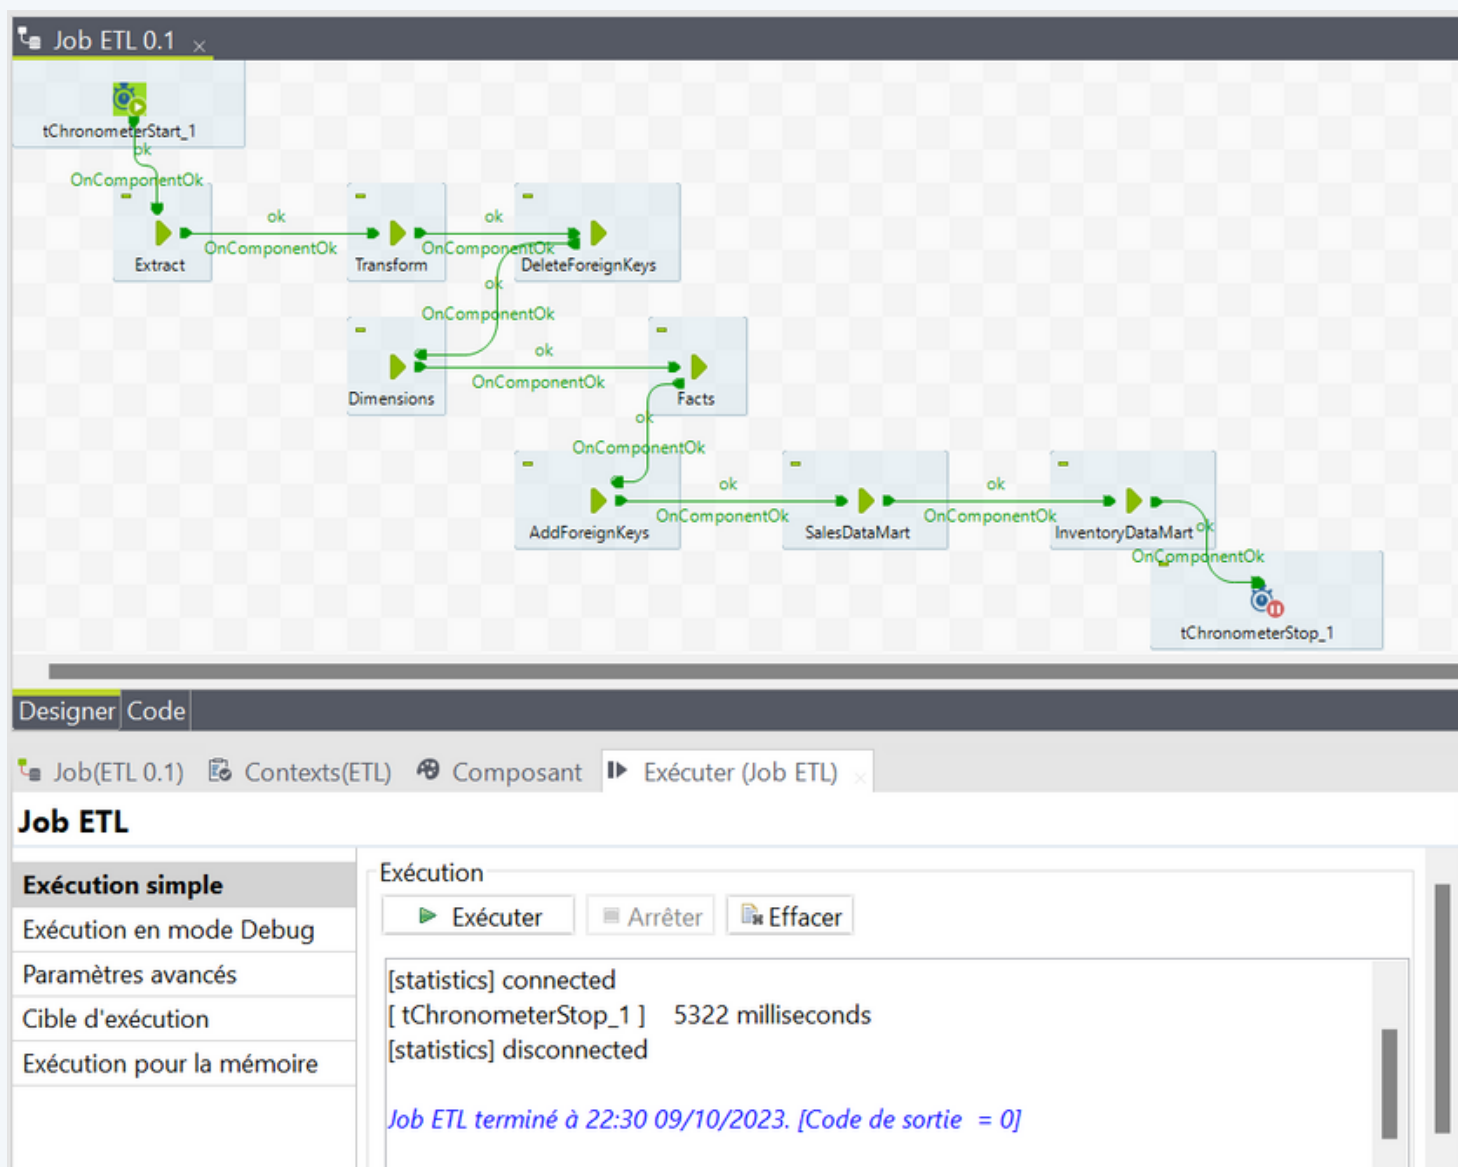 Job ETL 0.1
tChronometerStart_1
ok
OnComponentOk
ok
ok
OnComponentOk
OnComponentOk
Extract
Transform
DeleteForeignKeys
ok
OnComponentOk
ok
OnComponentOk
Dimensions
Facts
ok
OnComponentOk
ok
ok
OnComponentOk
OnComponentOk
AddForeignKeys
SalesDataMart
InventoryDataMart
ok
OnComponentOk
tChronometerStop_1
Designer Code
Job(ETL 0.1) Contexts(ETL) Composant Exécuter (Job ETL)
Job ETL
Exécution simple
Exécution en mode Debug
Paramètres avancés
Cible d'exécution
Exécution pour la mémoire
Exécution
Exécuter Arrêter Effacer
[statistics] connected
[ tChronometerStop_1 ] 5322 milliseconds
[statistics] disconnected
Job ETL terminé à 22:30 09/10/2023. [Code de sortie = 0]